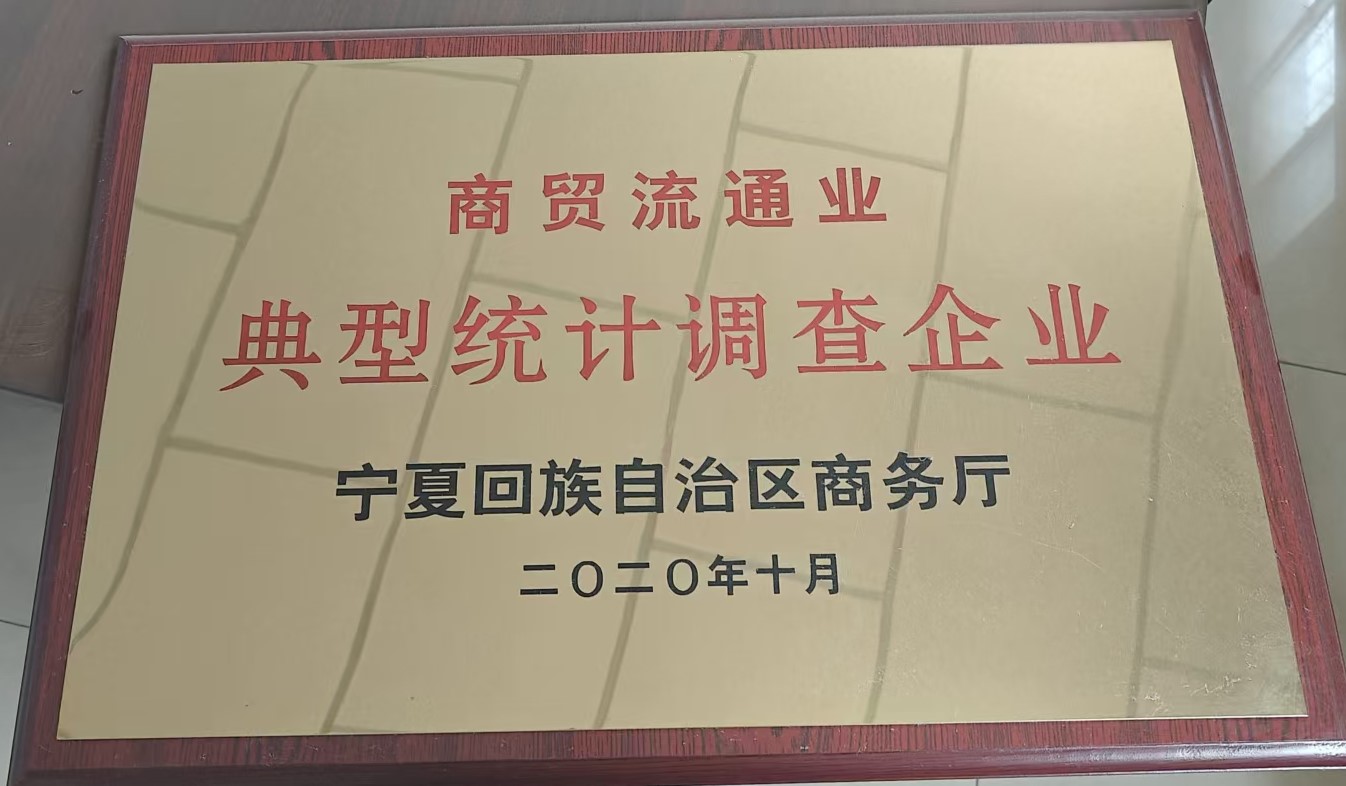 商贸流通业
典型统计调查企业
宁夏回族自治区商务厅
二〇二〇年十月